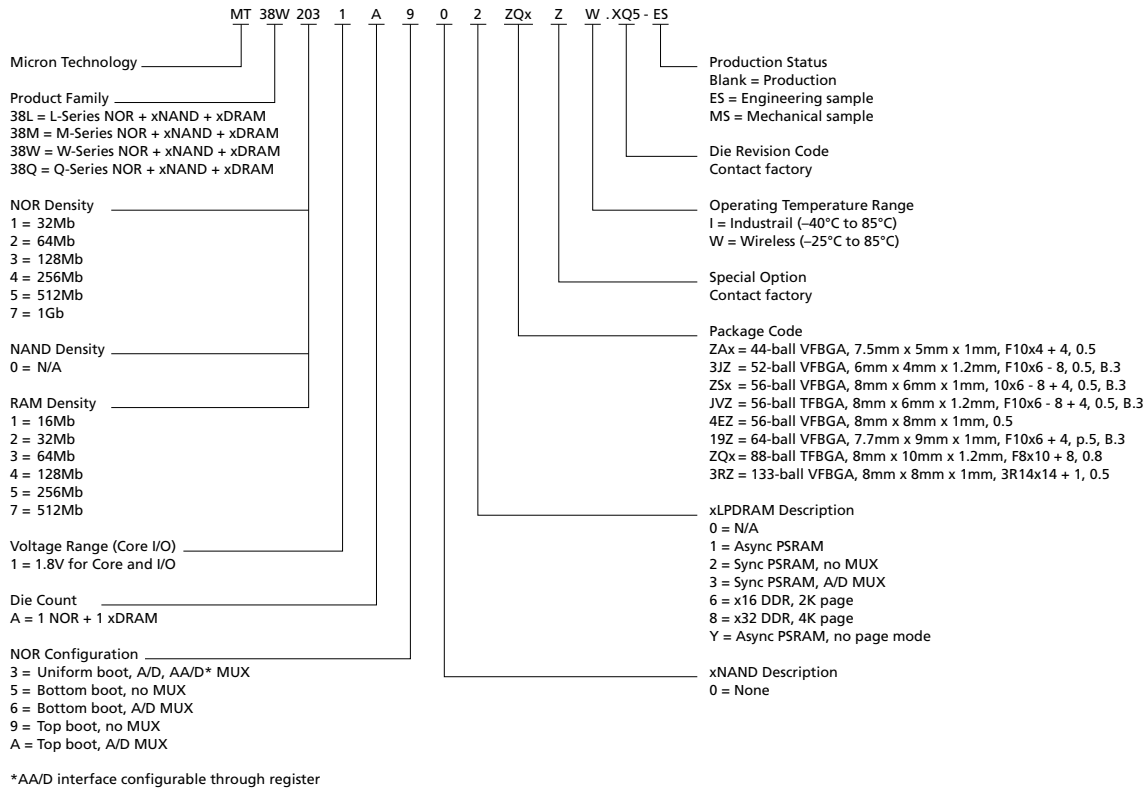 MT 38W 203 1 A 9 0 2 ZQx Z W . XQ5 - ES
Micron Technology
Product Family
38L = L-Series NOR + xNAND + xDRAM
38M = M-Series NOR + xNAND + xDRAM
38W = W-Series NOR + xNAND + xDRAM
38Q = Q-Series NOR + xNAND + xDRAM
NOR Density
1 = 32Mb
2 = 64Mb
3 = 128Mb
4 = 256Mb
5 = 512Mb
7 = 1Gb
NAND Density
0 = N/A
RAM Density
1 = 16Mb
2 = 32Mb
3 = 64Mb
4 = 128Mb
5 = 256Mb
7 = 512Mb
Voltage Range (Core I/O)
1 = 1.8V for Core and I/O
Die Count
A = 1 NOR + 1 xDRAM
NOR Configuration
3 = Uniform boot, A/D, AA/D* MUX
5 = Bottom boot, no MUX
6 = Bottom boot, A/D MUX
9 = Top boot, no MUX
A = Top boot, A/D MUX
*AA/D interface configurable through register
Production Status
Blank = Production
ES = Engineering sample
MS = Mechanical sample
Die Revision Code
Contact factory
Operating Temperature Range
I = Industrail (–40°C to 85°C)
W = Wireless (–25°C to 85°C)
Special Option
Contact factory
Package Code
ZAx = 44-ball VFBGA, 7.5mm x 5mm x 1mm, F10x4 + 4, 0.5
3JZ = 52-ball VFBGA, 6mm x 4mm x 1.2mm, F10x6 - 8, 0.5, B.3
ZSx = 56-ball VFBGA, 8mm x 6mm x 1mm, 10x6 - 8 + 4, 0.5, B.3
JVZ = 56-ball TFBGA, 8mm x 6mm x 1.2mm, F10x6 - 8 + 4, 0.5, B.3
4EZ = 56-ball VFBGA, 8mm x 8mm x 1mm, 0.5
19Z = 64-ball VFBGA, 7.7mm x 9mm x 1mm, F10x6 + 4, p.5, B.3
ZQx = 88-ball TFBGA, 8mm x 10mm x 1.2mm, F8x10 + 8, 0.8
3RZ = 133-ball VFBGA, 8mm x 8mm x 1mm, 3R14x14 + 1, 0.5
xLPDRAM Description
0 = N/A
1 = Async PSRAM
2 = Sync PSRAM, no MUX
3 = Sync PSRAM, A/D MUX
6 = x16 DDR, 2K page
8 = x32 DDR, 4K page
Y = Async PSRAM, no page mode
xNAND Description
0 = None